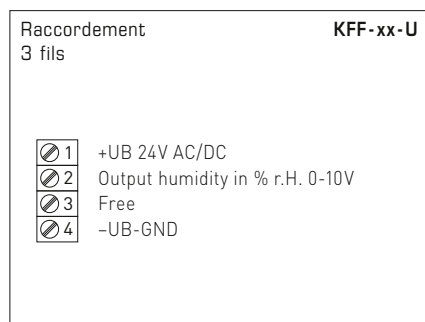 Raccordement KFF-xx-U
3 fils
1 +UB 24V AC/DC
2 Output humidity in % r.H. 0-10V
3 Free
4 –UB-GND